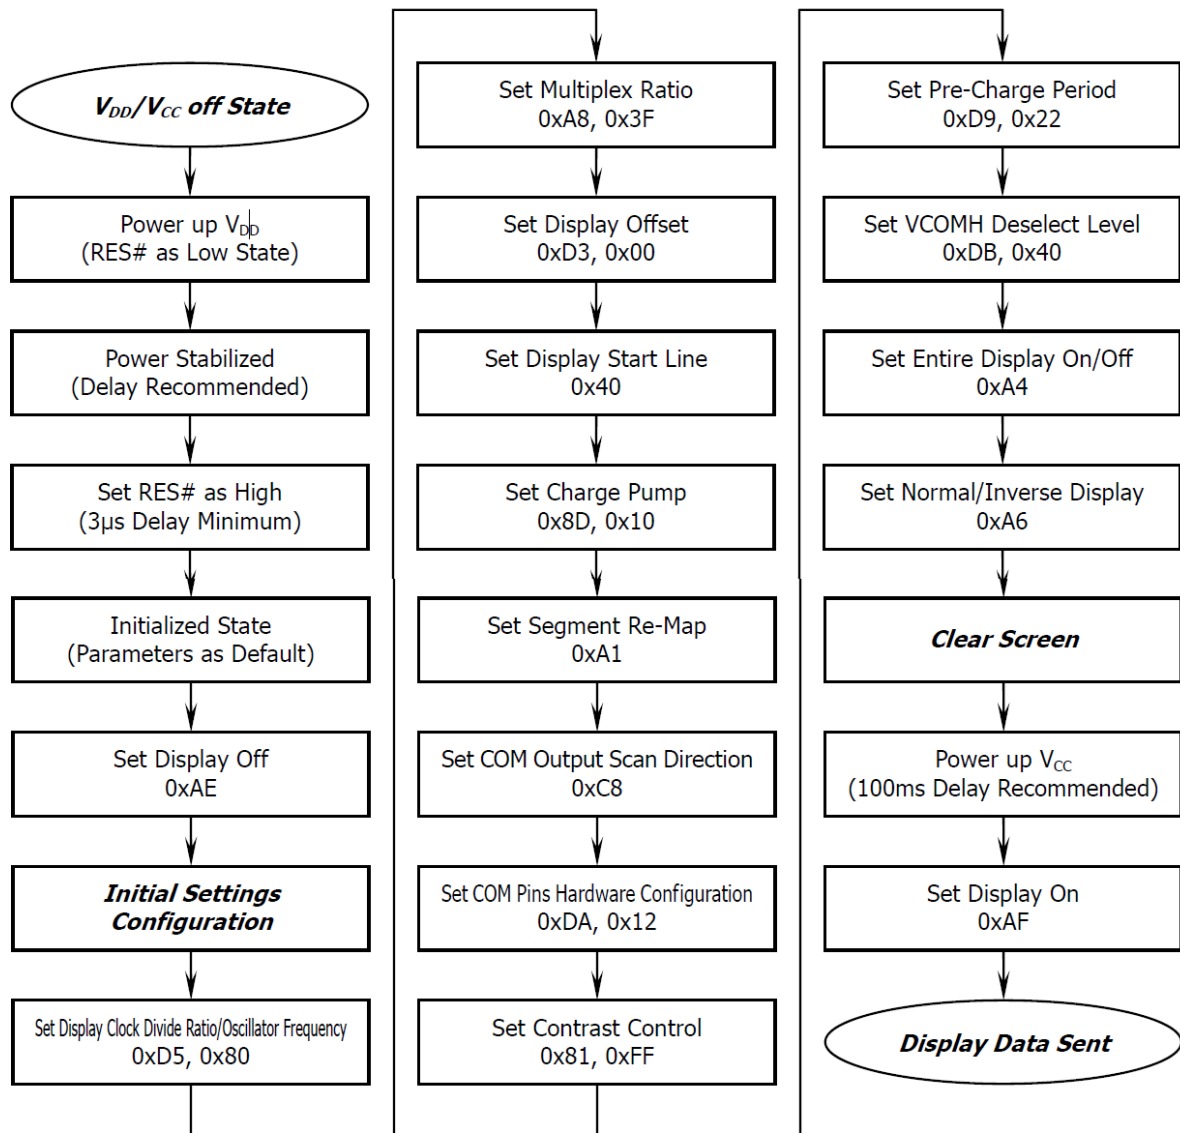 V_DD/V_CC off State
Power up V_DD
(RES# as Low State)
Power Stabilized
(Delay Recommended)
Set RES# as High
(3µs Delay Minimum)
Initialized State
(Parameters as Default)
Set Display Off
0xAE
Initial Settings
Configuration
Set Display Clock Divide Ratio/Oscillator Frequency
0xD5, 0x80
Set Multiplex Ratio
0xA8, 0x3F
Set Display Offset
0xD3, 0x00
Set Display Start Line
0x40
Set Charge Pump
0x8D, 0x10
Set Segment Re-Map
0xA1
Set COM Output Scan Direction
0xC8
Set COM Pins Hardware Configuration
0xDA, 0x12
Set Contrast Control
0x81, 0xFF
Set Pre-Charge Period
0xD9, 0x22
Set VCOMH Deselect Level
0xDB, 0x40
Set Entire Display On/Off
0xA4
Set Normal/Inverse Display
0xA6
Clear Screen
Power up V_CC
(100ms Delay Recommended)
Set Display On
0xAF
Display Data Sent